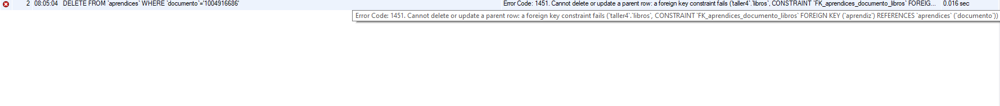 2 08:05:04 DELETE FROM `aprendices` WHERE `documento`='1004916686' Error Code: 1451. Cannot delete or update a parent row: a foreign key constraint fails (`taller4`.`libros`, CONSTRAINT `FK_aprendices_documento_libros` FOREIG... 0.016 sec
Error Code: 1451. Cannot delete or update a parent row: a foreign key constraint fails (`taller4`.`libros`, CONSTRAINT `FK_aprendices_documento_libros` FOREIGN KEY (`aprendiz`) REFERENCES `aprendices` (`documento`))